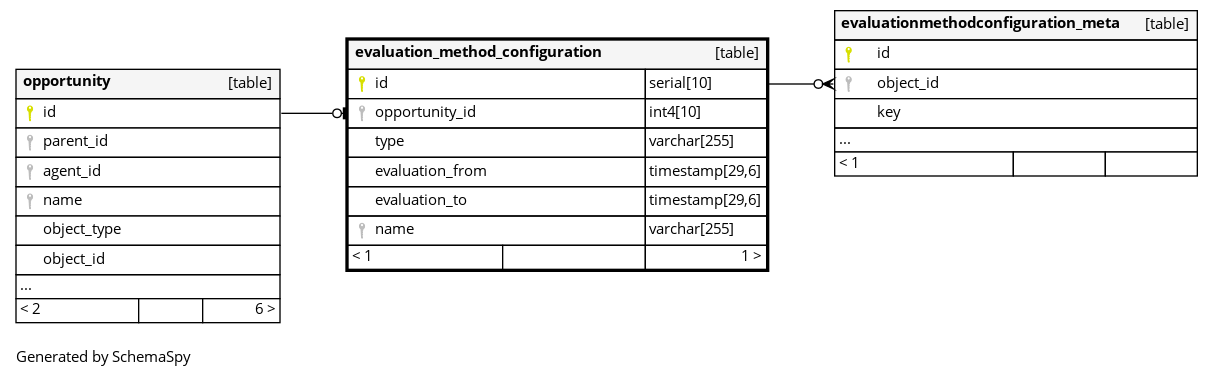 opportunity [table]
id
parent_id
agent_id
name
object_type
object_id
...
< 2 6 >
evaluation_method_configuration [table]
id serial[10]
opportunity_id int4[10]
type varchar[255]
evaluation_from timestamp[29,6]
evaluation_to timestamp[29,6]
name varchar[255]
< 1 1 >
evaluationmethodconfiguration_meta [table]
id
object_id
key
...
< 1
Generated by SchemaSpy